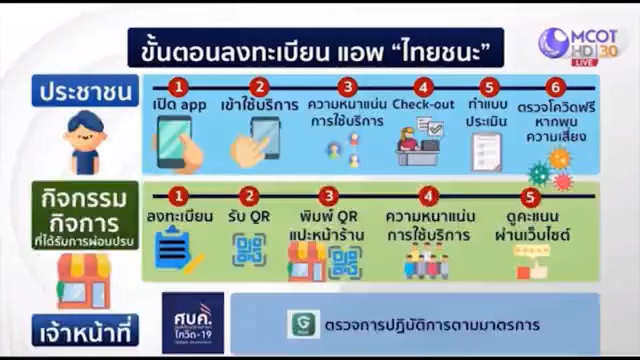 ขั้นตอนลงทะเบียน แอพ “ไทยชนะ”
MCOT
HD 30
LIVE
ประชาชน
1 2 3 4 5 6
เปิด app
เข้าใช้บริการ
ความหนาแน่น
การใช้บริการ
Check-out
ทำแบบ
ประเมิน
ตรวจโควิดฟรี
หากพบ
ความเสี่ยง
กิจกรรม
กิจการ
ที่ได้รับการผ่อนปรน
1 2 3 4 5
ลงทะเบียน
รับ QR
พิมพ์ QR
แปะหน้าร้าน
ความหนาแน่น
การใช้บริการ
ดูคะแนน
ผ่านเว็บไซต์
เจ้าหน้าที่
ศบค.
โควิด-19
ตรวจการปฏิบัติการตามมาตรการ